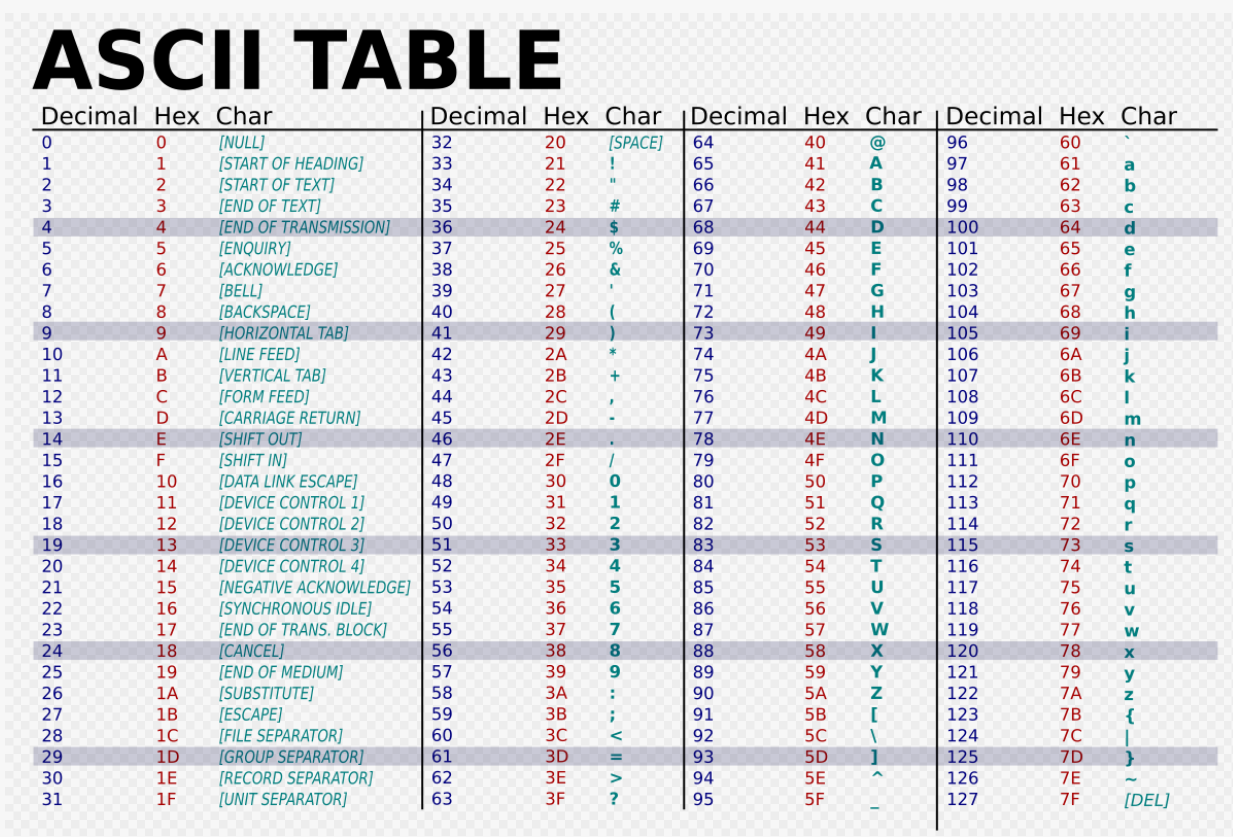 ASCII TABLE
Decimal Hex Char Decimal Hex Char Decimal Hex Char Decimal Hex Char
0 0 [NULL] 32 20 [SPACE] 64 40 @ 96 60 `
1 1 [START OF HEADING] 33 21 ! 65 41 A 97 61 a
2 2 [START OF TEXT] 34 22 " 66 42 B 98 62 b
3 3 [END OF TEXT] 35 23 # 67 43 C 99 63 c
4 4 [END OF TRANSMISSION] 36 24 $ 68 44 D 100 64 d
5 5 [ENQUIRY] 37 25 % 69 45 E 101 65 e
6 6 [ACKNOWLEDGE] 38 26 & 70 46 F 102 66 f
7 7 [BELL] 39 27 ' 71 47 G 103 67 g
8 8 [BACKSPACE] 40 28 ( 72 48 H 104 68 h
9 9 [HORIZONTAL TAB] 41 29 ) 73 49 I 105 69 i
10 A [LINE FEED] 42 2A * 74 4A J 106 6A j
11 B [VERTICAL TAB] 43 2B + 75 4B K 107 6B k
12 C [FORM FEED] 44 2C , 76 4C L 108 6C l
13 D [CARRIAGE RETURN] 45 2D - 77 4D M 109 6D m
14 E [SHIFT OUT] 46 2E . 78 4E N 110 6E n
15 F [SHIFT IN] 47 2F / 79 4F O 111 6F o
16 10 [DATA LINK ESCAPE] 48 30 0 80 50 P 112 70 p
17 11 [DEVICE CONTROL 1] 49 31 1 81 51 Q 113 71 q
18 12 [DEVICE CONTROL 2] 50 32 2 82 52 R 114 72 r
19 13 [DEVICE CONTROL 3] 51 33 3 83 53 S 115 73 s
20 14 [DEVICE CONTROL 4] 52 34 4 84 54 T 116 74 t
21 15 [NEGATIVE ACKNOWLEDGE] 53 35 5 85 55 U 117 75 u
22 16 [SYNCHRONOUS IDLE] 54 36 6 86 56 V 118 76 v
23 17 [END OF TRANS. BLOCK] 55 37 7 87 57 W 119 77 w
24 18 [CANCEL] 56 38 8 88 58 X 120 78 x
25 19 [END OF MEDIUM] 57 39 9 89 59 Y 121 79 y
26 1A [SUBSTITUTE] 58 3A : 90 5A Z 122 7A z
27 1B [ESCAPE] 59 3B ; 91 5B [ 123 7B {
28 1C [FILE SEPARATOR] 60 3C < 92 5C \ 124 7C |
29 1D [GROUP SEPARATOR] 61 3D = 93 5D ] 125 7D }
30 1E [RECORD SEPARATOR] 62 3E > 94 5E ^ 126 7E ~
31 1F [UNIT SEPARATOR] 63 3F ? 95 5F _ 127 7F [DEL]